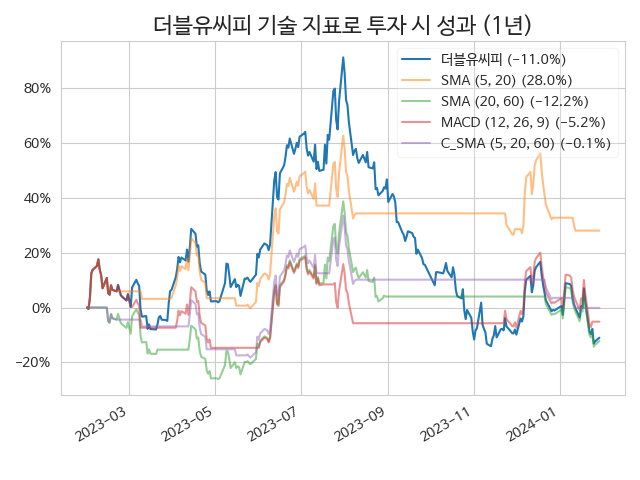 더블유씨피 기술 지표로 투자 시 성과 (1년)
더블유씨피 (−11.0%)
SMA (5, 20) (28.0%)
SMA (20, 60) (−12.2%)
MACD (12, 26, 9) (−5.2%)
C_SMA (5, 20, 60) (−0.1%)
80%
60%
40%
20%
0%
−20%
2023−03
2023−05
2023−07
2023−09
2023−11
2024−01